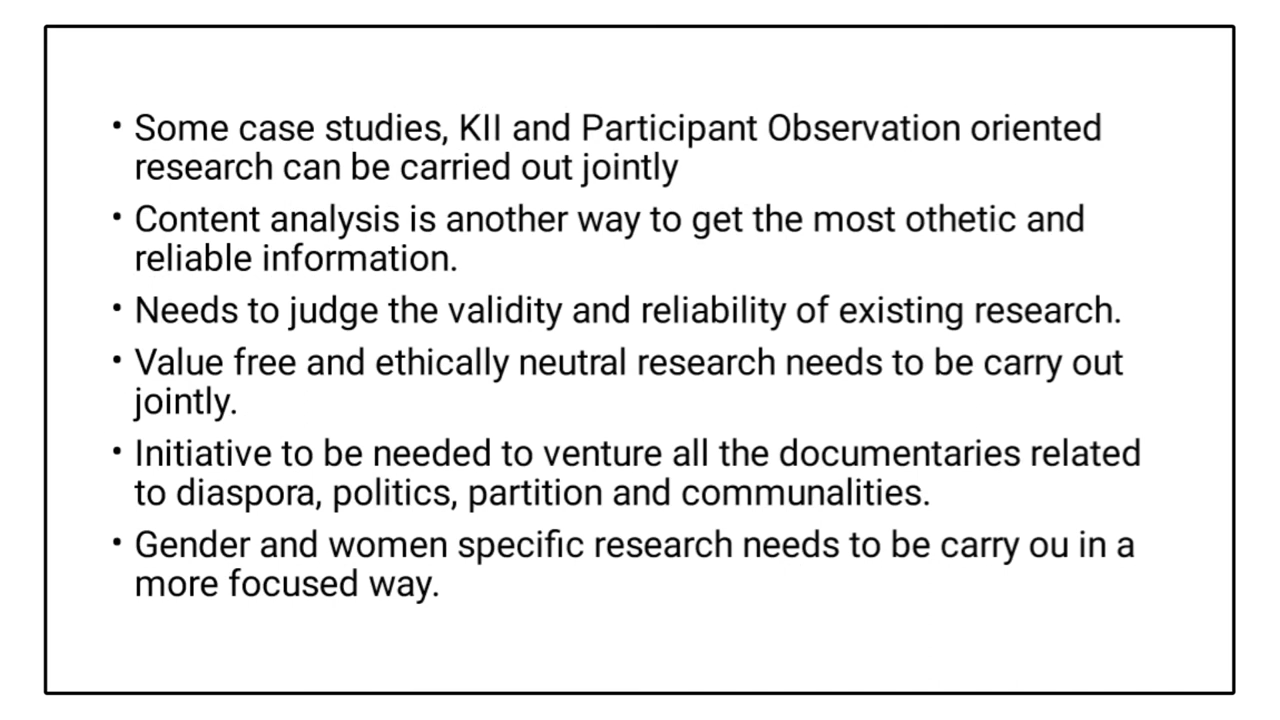 • Some case studies, KII and Participant Observation oriented
research can be carried out jointly
• Content analysis is another way to get the most othetic and
reliable information.
• Needs to judge the validity and reliability of existing research.
• Value free and ethically neutral research needs to be carry out
jointly.
• Initiative to be needed to venture all the documentaries related
to diaspora, politics, partition and communalities.
• Gender and women specific research needs to be carry ou in a
more focused way.